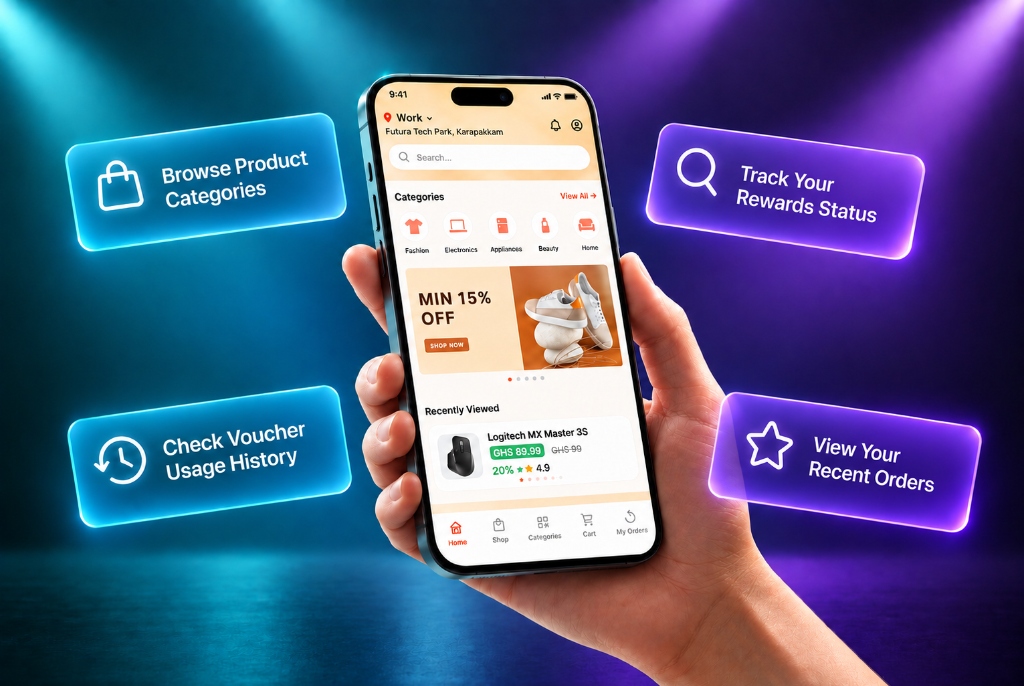 Browse Product
Categories
Check Voucher
Usage History
9:41
Work
Futura Tech Park, Karapakkam
Search...
Categories
View All →
Fashion
Electronics
Appliances
Beauty
Home
MIN 15%
OFF
SHOP NOW
Recently Viewed
Logitech MX Master 3S
GHS 89.99 GHS 99
20% ★ ★ 4.9
Home
Shop
Categories
Cart
My Orders
Track Your
Rewards Status
View Your
Recent Orders